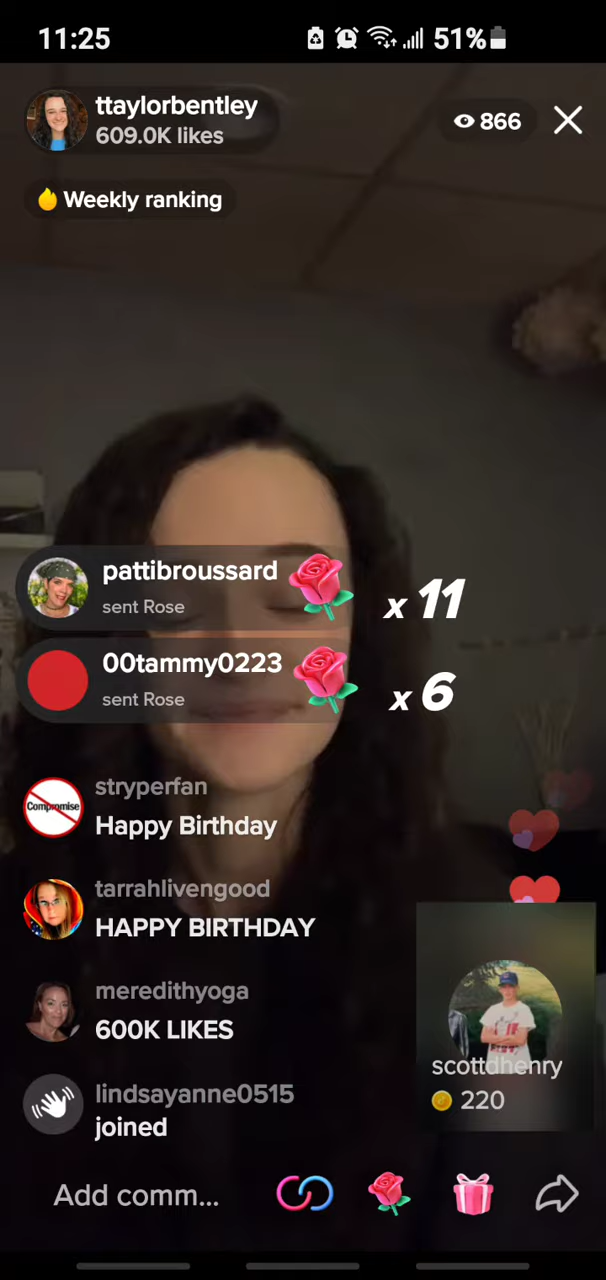 11:25
51%
ttaylorbentley
609.0K likes
866
Weekly ranking
pattibroussard
sent Rose
x 11
00tammy0223
sent Rose
x 6
stryperfan
Compromise
Happy Birthday
tarrahlivengood
HAPPY BIRTHDAY
meredithyoga
600K LIKES
lindsayanne0515
joined
scottdhenry
220
Add comm...